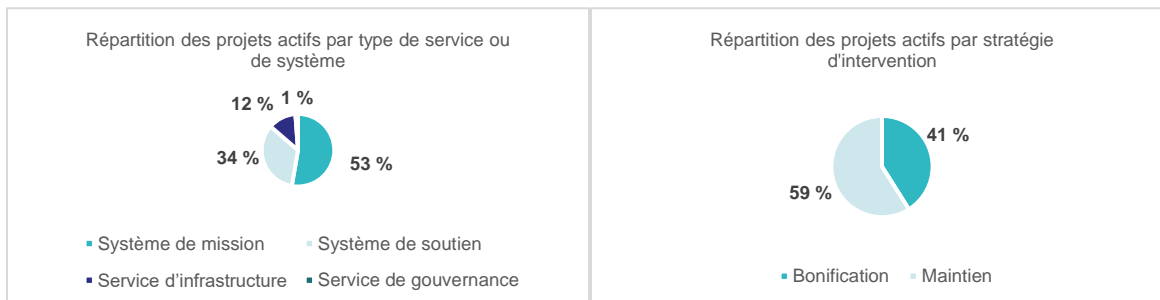 Répartition des projets actifs par type de service ou
de système
12 %
1 %
34 %
53 %
Système de mission
Système de soutien
Service d'infrastructure
Service de gouvernance
Répartition des projets actifs par stratégie
d'intervention
41 %
59 %
Bonification
Maintien